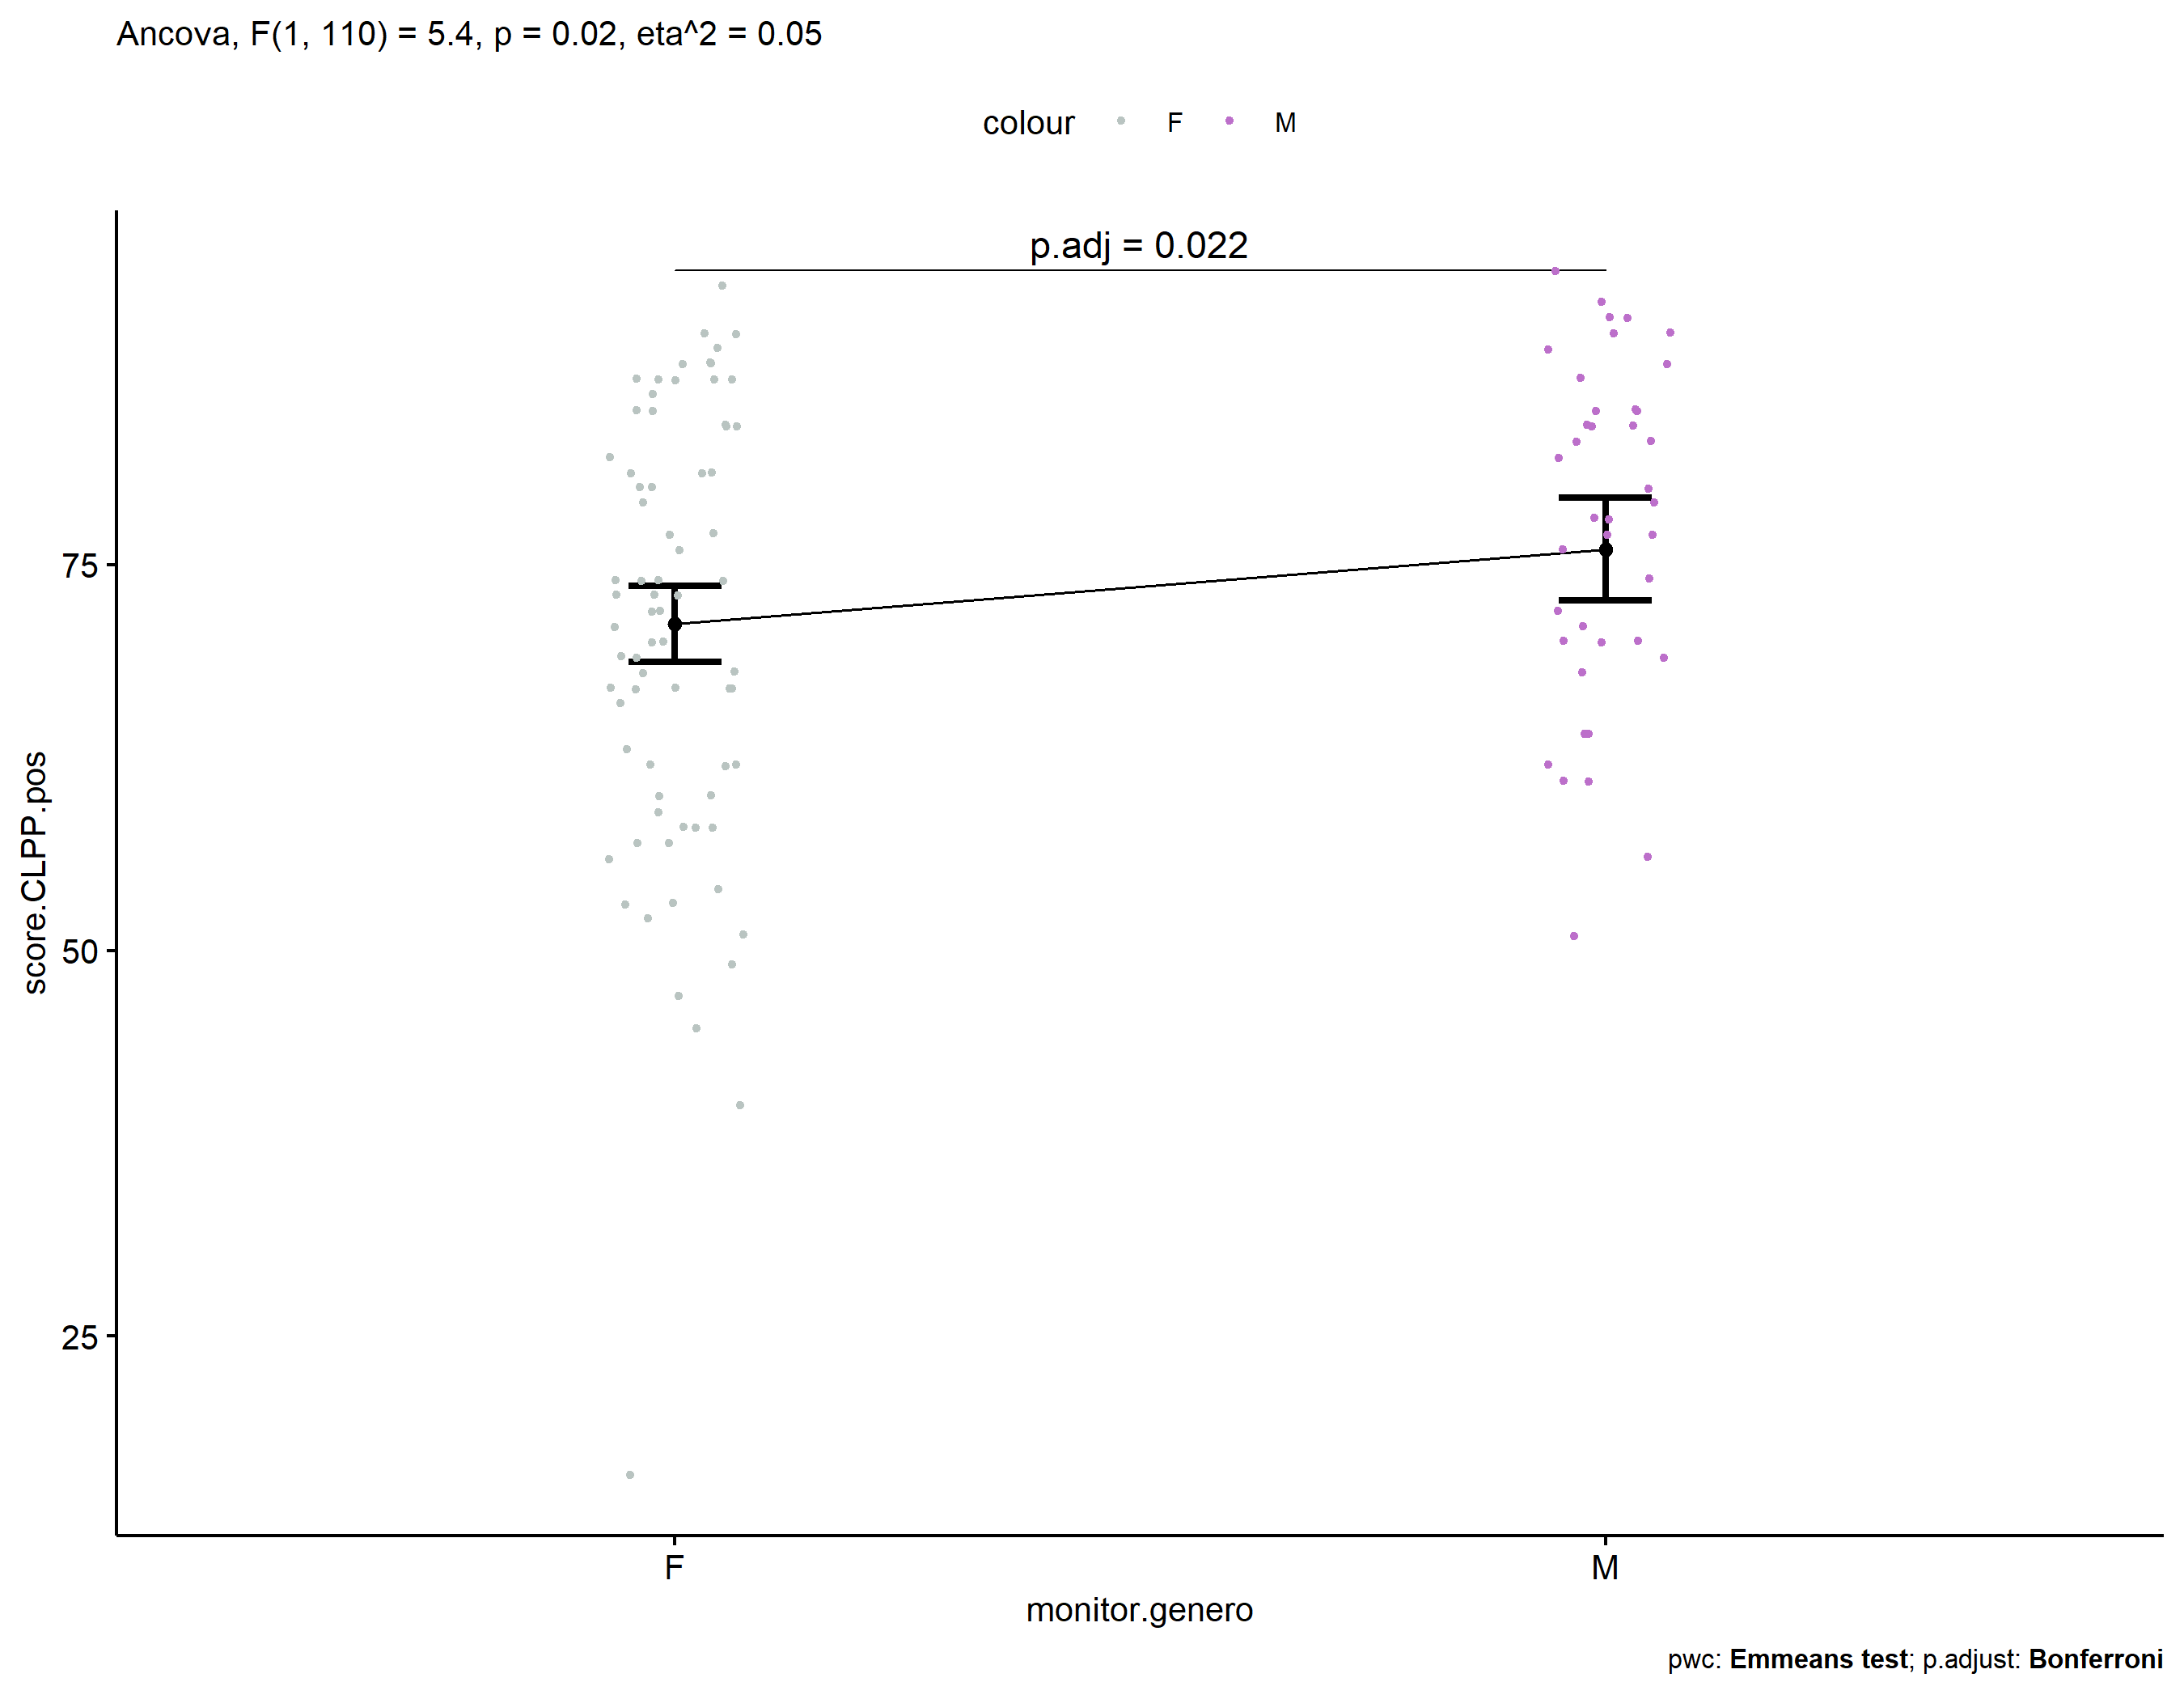 Ancova, F(1, 110) = 5.4, p = 0.02, eta^2 = 0.05
colour F M
p.adj = 0.022
75
50
25
score.CLPP.pos
F M
monitor.genero
pwc: Emmeans test; p.adjust: Bonferroni